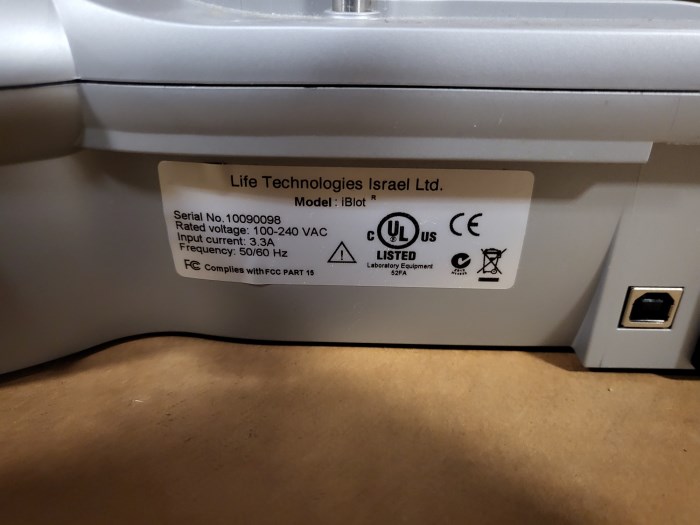 Life Technologies Israel Ltd.
Model: iBlot R
Serial No. 10090098
Rated voltage: 100-240 VAC
Input current: 3.3A
Frequency: 50/60 Hz
FC Complies with FCC PART 15
C UL US
LISTED
Laboratory Equipment
52FA
CE